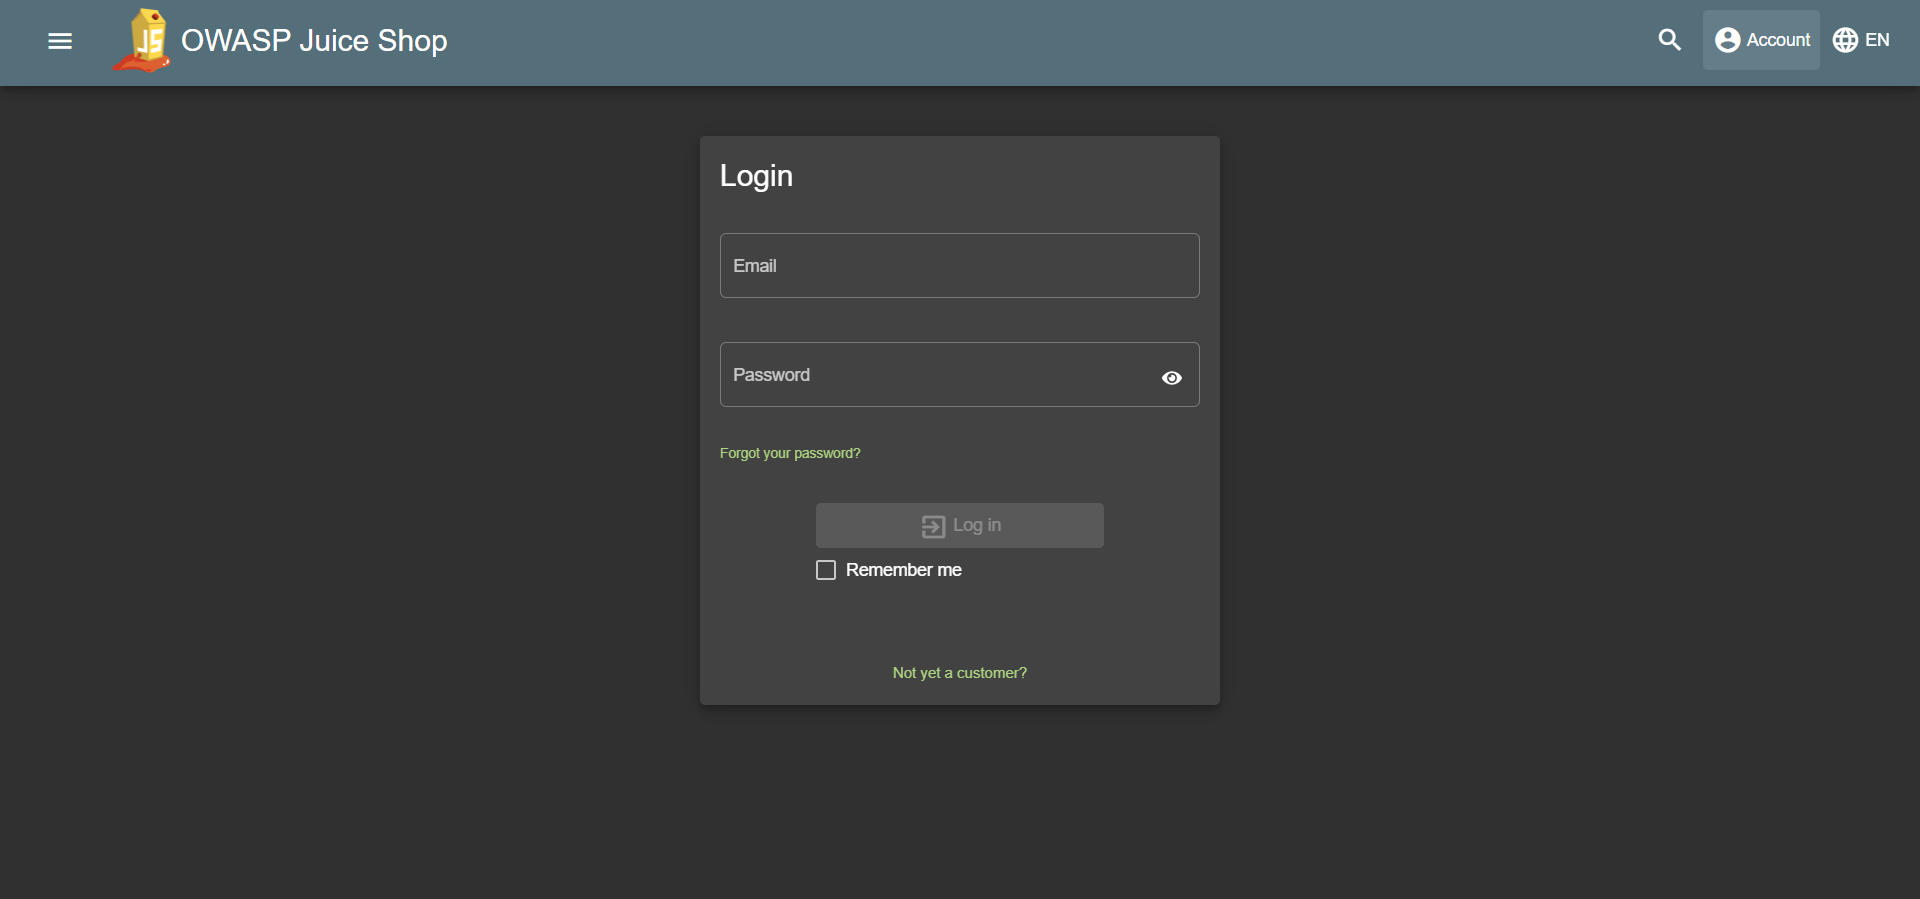 JS
OWASP Juice Shop
Account
EN
Login
Email
Password
Forgot your password?
Log in
Remember me
Not yet a customer?